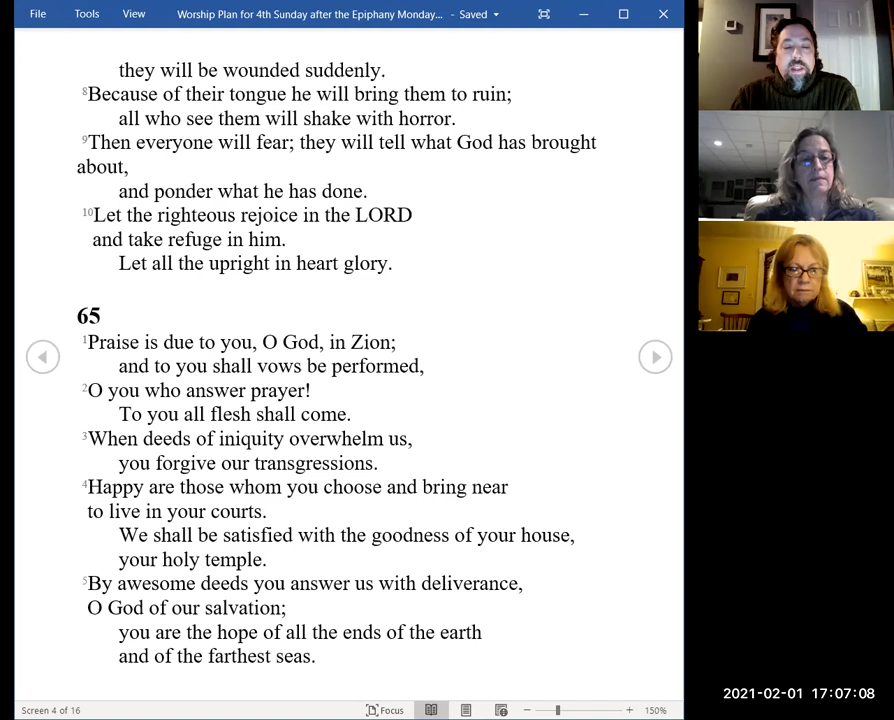 File Tools View Worship Plan for 4th Sunday after the Epiphany Monday... - Saved
they will be wounded suddenly.
8Because of their tongue he will bring them to ruin;
all who see them will shake with horror.
9Then everyone will fear; they will tell what God has brought
about,
and ponder what he has done.
10Let the righteous rejoice in the LORD
and take refuge in him.
Let all the upright in heart glory.
65
1Praise is due to you, O God, in Zion;
and to you shall vows be performed,
2O you who answer prayer!
To you all flesh shall come.
3When deeds of iniquity overwhelm us,
you forgive our transgressions.
4Happy are those whom you choose and bring near
to live in your courts.
We shall be satisfied with the goodness of your house,
your holy temple.
5By awesome deeds you answer us with deliverance,
O God of our salvation;
you are the hope of all the ends of the earth
and of the farthest seas.
2021-02-01 17:07:08
Screen 4 of 16 Focus 150%